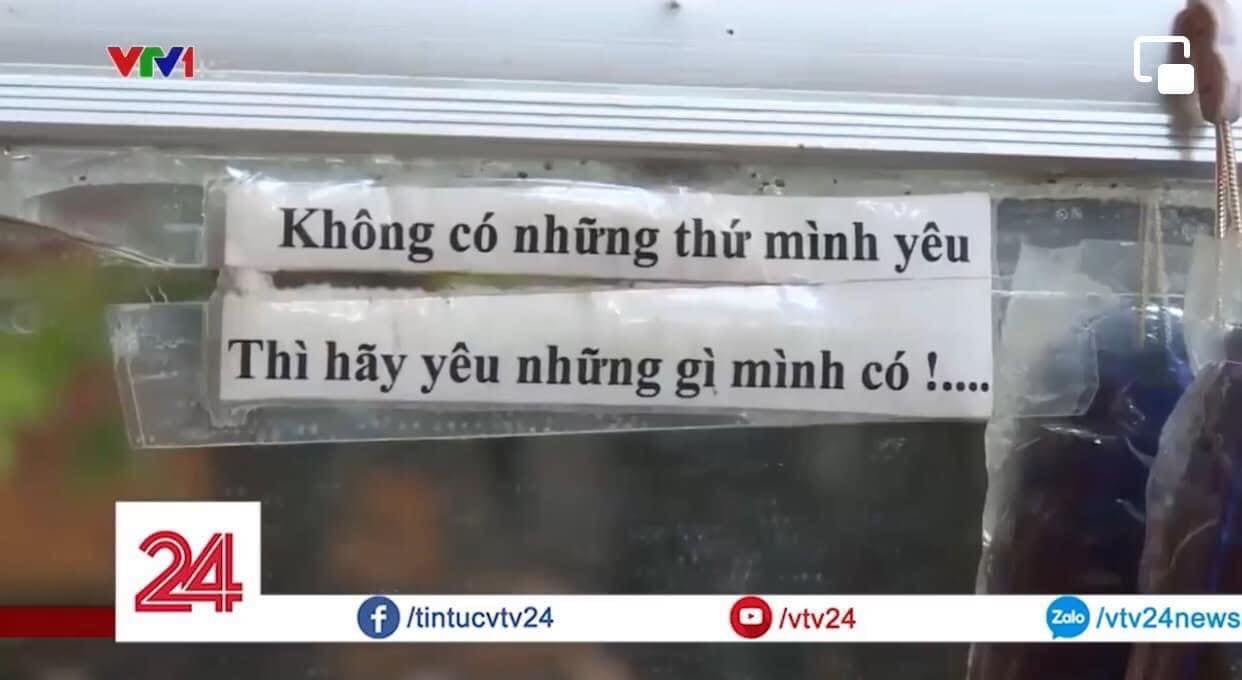 VTV1
Không có những thứ mình yêu
Thì hãy yêu những gì mình có !....
24
/tintucvtv24
/vtv24
Zalo /vtv24news